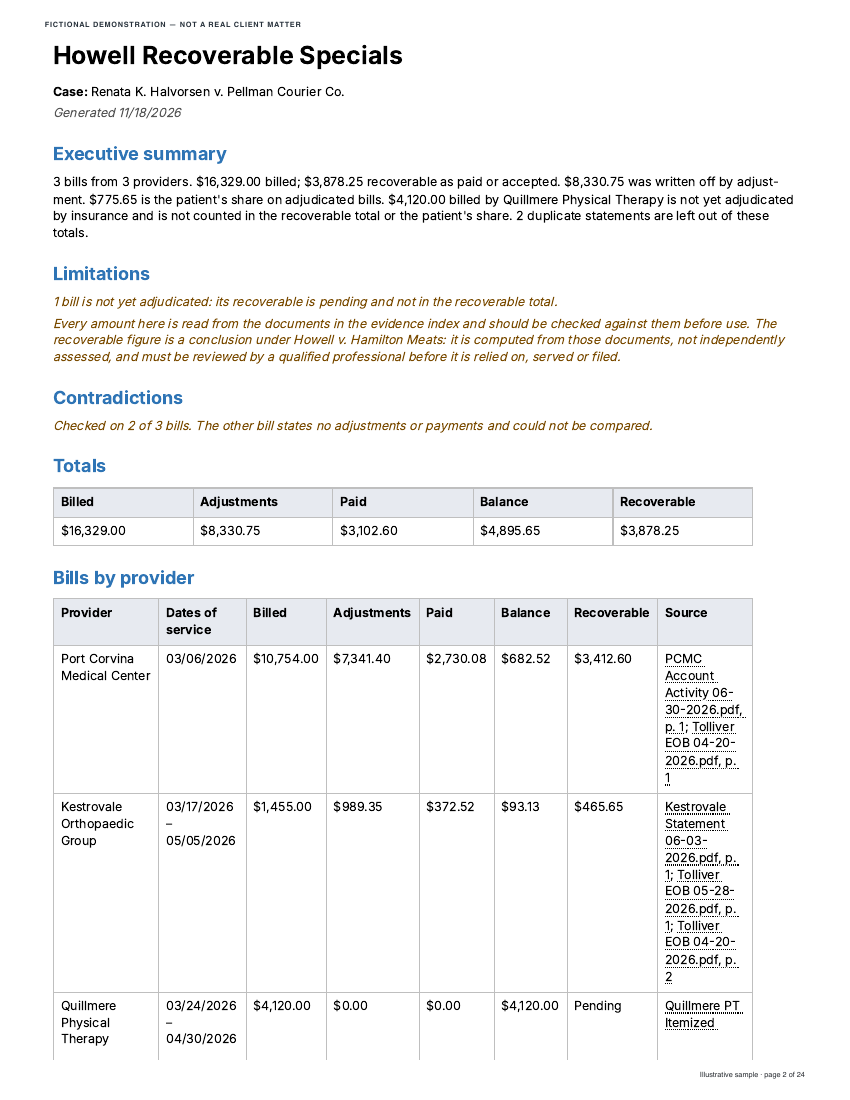 FICTIONAL DEMONSTRATION — NOT A REAL CLIENT MATTER
Howell Recoverable Specials
Case: Renata K. Halvorsen v. Pellman Courier Co.
Generated 11/18/2026
Executive summary
3 bills from 3 providers. $16,329.00 billed; $3,878.25 recoverable as paid or accepted. $8,330.75 was written off by adjust-
ment. $775.65 is the patient's share on adjudicated bills. $4,120.00 billed by Quillmere Physical Therapy is not yet adjudicated
by insurance and is not counted in the recoverable total or the patient's share. 2 duplicate statements are left out of these
totals.
Limitations
1 bill is not yet adjudicated: its recoverable is pending and not in the recoverable total.
Every amount here is read from the documents in the evidence index and should be checked against them before use. The
recoverable figure is a conclusion under Howell v. Hamilton Meats: it is computed from those documents, not independently
assessed, and must be reviewed by a qualified professional before it is relied on, served or filed.
Contradictions
Checked on 2 of 3 bills. The other bill states no adjustments or payments and could not be compared.
Totals
Billed Adjustments Paid Balance Recoverable
$16,329.00 $8,330.75 $3,102.60 $4,895.65 $3,878.25
Bills by provider
Provider Dates of Billed Adjustments Paid Balance Recoverable Source
service
Port Corvina 03/06/2026 $10,754.00 $7,341.40 $2,730.08 $682.52 $3,412.60 PCMC
Medical Center Account
Activity 06-
30-2026.pdf,
p. 1; Tolliver
EOB 04-20-
2026.pdf, p.
1
Kestrovale 03/17/2026 $1,455.00 $989.35 $372.52 $93.13 $465.65 Kestrovale
Orthopaedic – Statement
Group 05/05/2026 06-03-
2026.pdf, p.
1; Tolliver
EOB 05-28-
2026.pdf, p.
1; Tolliver
EOB 04-20-
2026.pdf, p.
2
Quillmere 03/24/2026 $4,120.00 $0.00 $0.00 $4,120.00 Pending Quillmere PT
Physical – Itemized
Therapy 04/30/2026
Illustrative sample · page 2 of 24